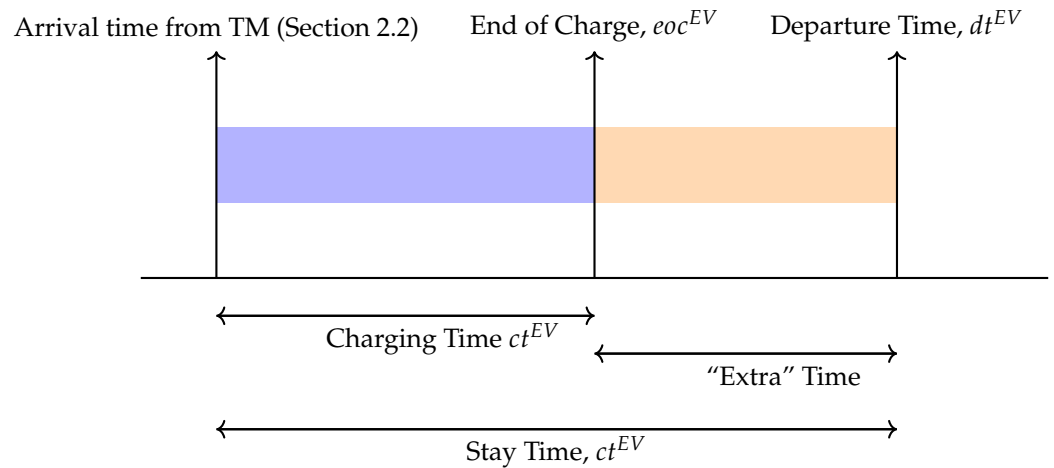 Arrival time from TM (Section 2.2)
End of Charge, eoc^EV
Departure Time, dt^EV
Charging Time ct^EV
“Extra” Time
Stay Time, ct^EV